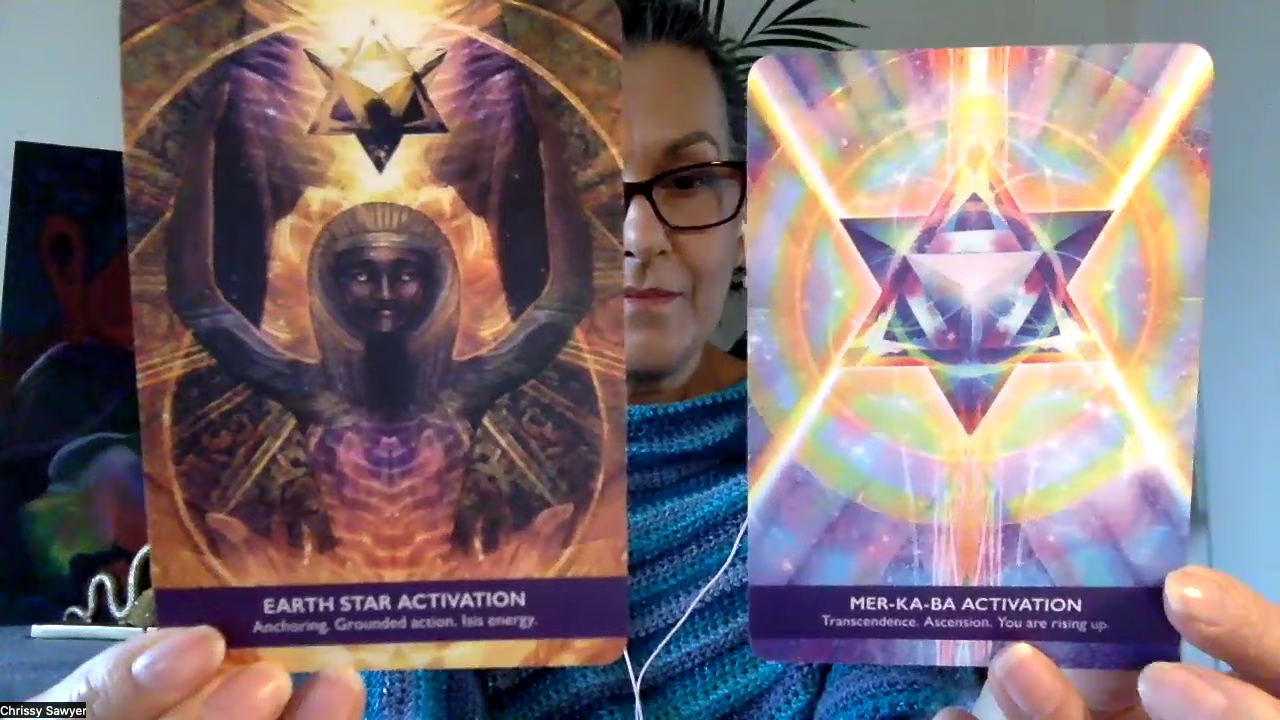 EARTH STAR ACTIVATION
Anchoring. Grounded action. Isis energy.
MER-KA-BA ACTIVATION
Transcendence. Ascension. You are rising up.
Chrissy Sawyer